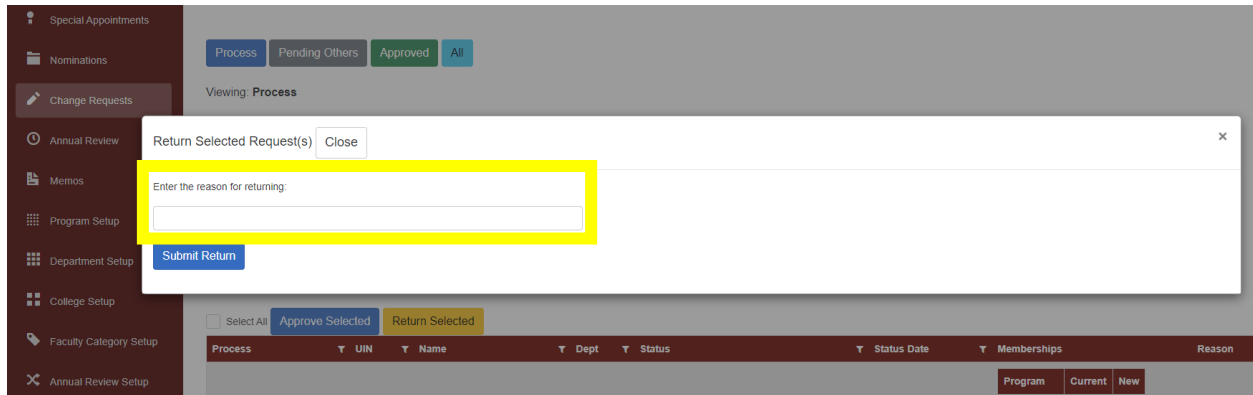 Special Appointments
Nominations
Change Requests
Annual Review
Memos
Program Setup
Department Setup
College Setup
Faculty Category Setup
Annual Review Setup
Process Pending Others Approved All
Viewing: Process
Return Selected Request(s) Close ×
Enter the reason for returning:
Submit Return
Select All Approve Selected Return Selected
Process UIN Name Dept Status Status Date Memberships Reason
Program Current New